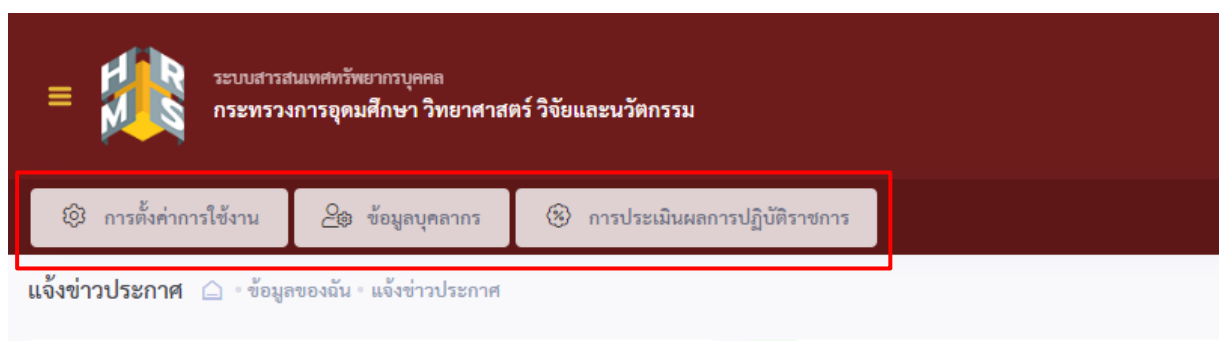 HR
MS
ระบบสารสนเทศทรัพยากรบุคคล
กระทรวงการอุดมศึกษา วิทยาศาสตร์ วิจัยและนวัตกรรม
การตั้งค่าการใช้งาน ข้อมูลบุคลากร การประเมินผลการปฏิบัติราชการ
แจ้งข่าวประกาศ • ข้อมูลของฉัน • แจ้งข่าวประกาศ